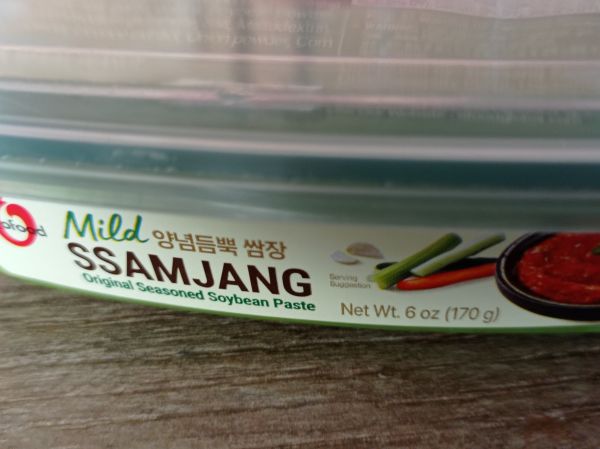 ofood
Mild 양념듬뿍 쌈장
SSAMJANG
Original Seasoned Soybean Paste
Serving
Suggestion
Net Wt. 6 oz (170 g)